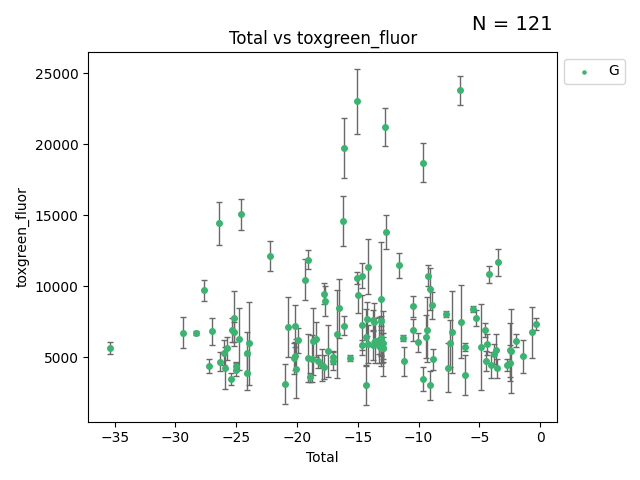 N = 121
Total vs toxgreen_fluor
G
25000
20000
15000
10000
5000
toxgreen_fluor
−35 −30 −25 −20 −15 −10 −5 0
Total